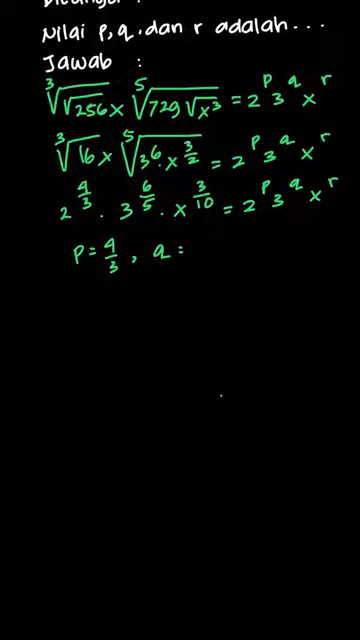 Nilai p, q, dan r adalah ...
Jawab :
∛(√256) × ⁵√(729√x³) = 2^p 3^q x^r
∛16 × ⁵√(3⁶ · x^(3/2)) = 2^p 3^q x^r
2^(4/3) · 3^(6/5) · x^(3/10) = 2^p 3^q x^r
p = 4/3 , q =